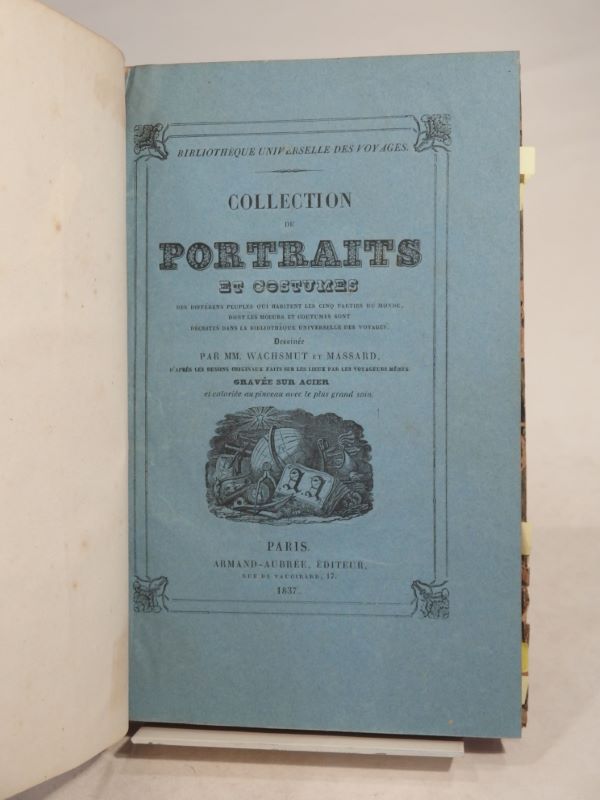 BIBLIOTHÈQUE UNIVERSELLE DES VOYAGES.
COLLECTION
DE
PORTRAITS
ET COSTUMES
DES DIFFÉRENS PEUPLES QUI HABITENT LES CINQ PARTIES DU MONDE,
DONT LES MŒURS ET COUTUMES SONT
DÉCRITES DANS LA BIBLIOTHÈQUE UNIVERSELLE DES VOYAGES.
Dessinée
PAR MM. WACHSMUT ET MASSARD,
D'APRÈS LES DESSINS ORIGINAUX FAITS SUR LES LIEUX PAR LES VOYAGEURS MÊMES
GRAVÉE SUR ACIER
et coloriée au pinceau avec le plus grand soin.
PARIS.
ARMAND-AUBRÉE, ÉDITEUR,
RUE DE VAUGIRARD, 17.
1837.